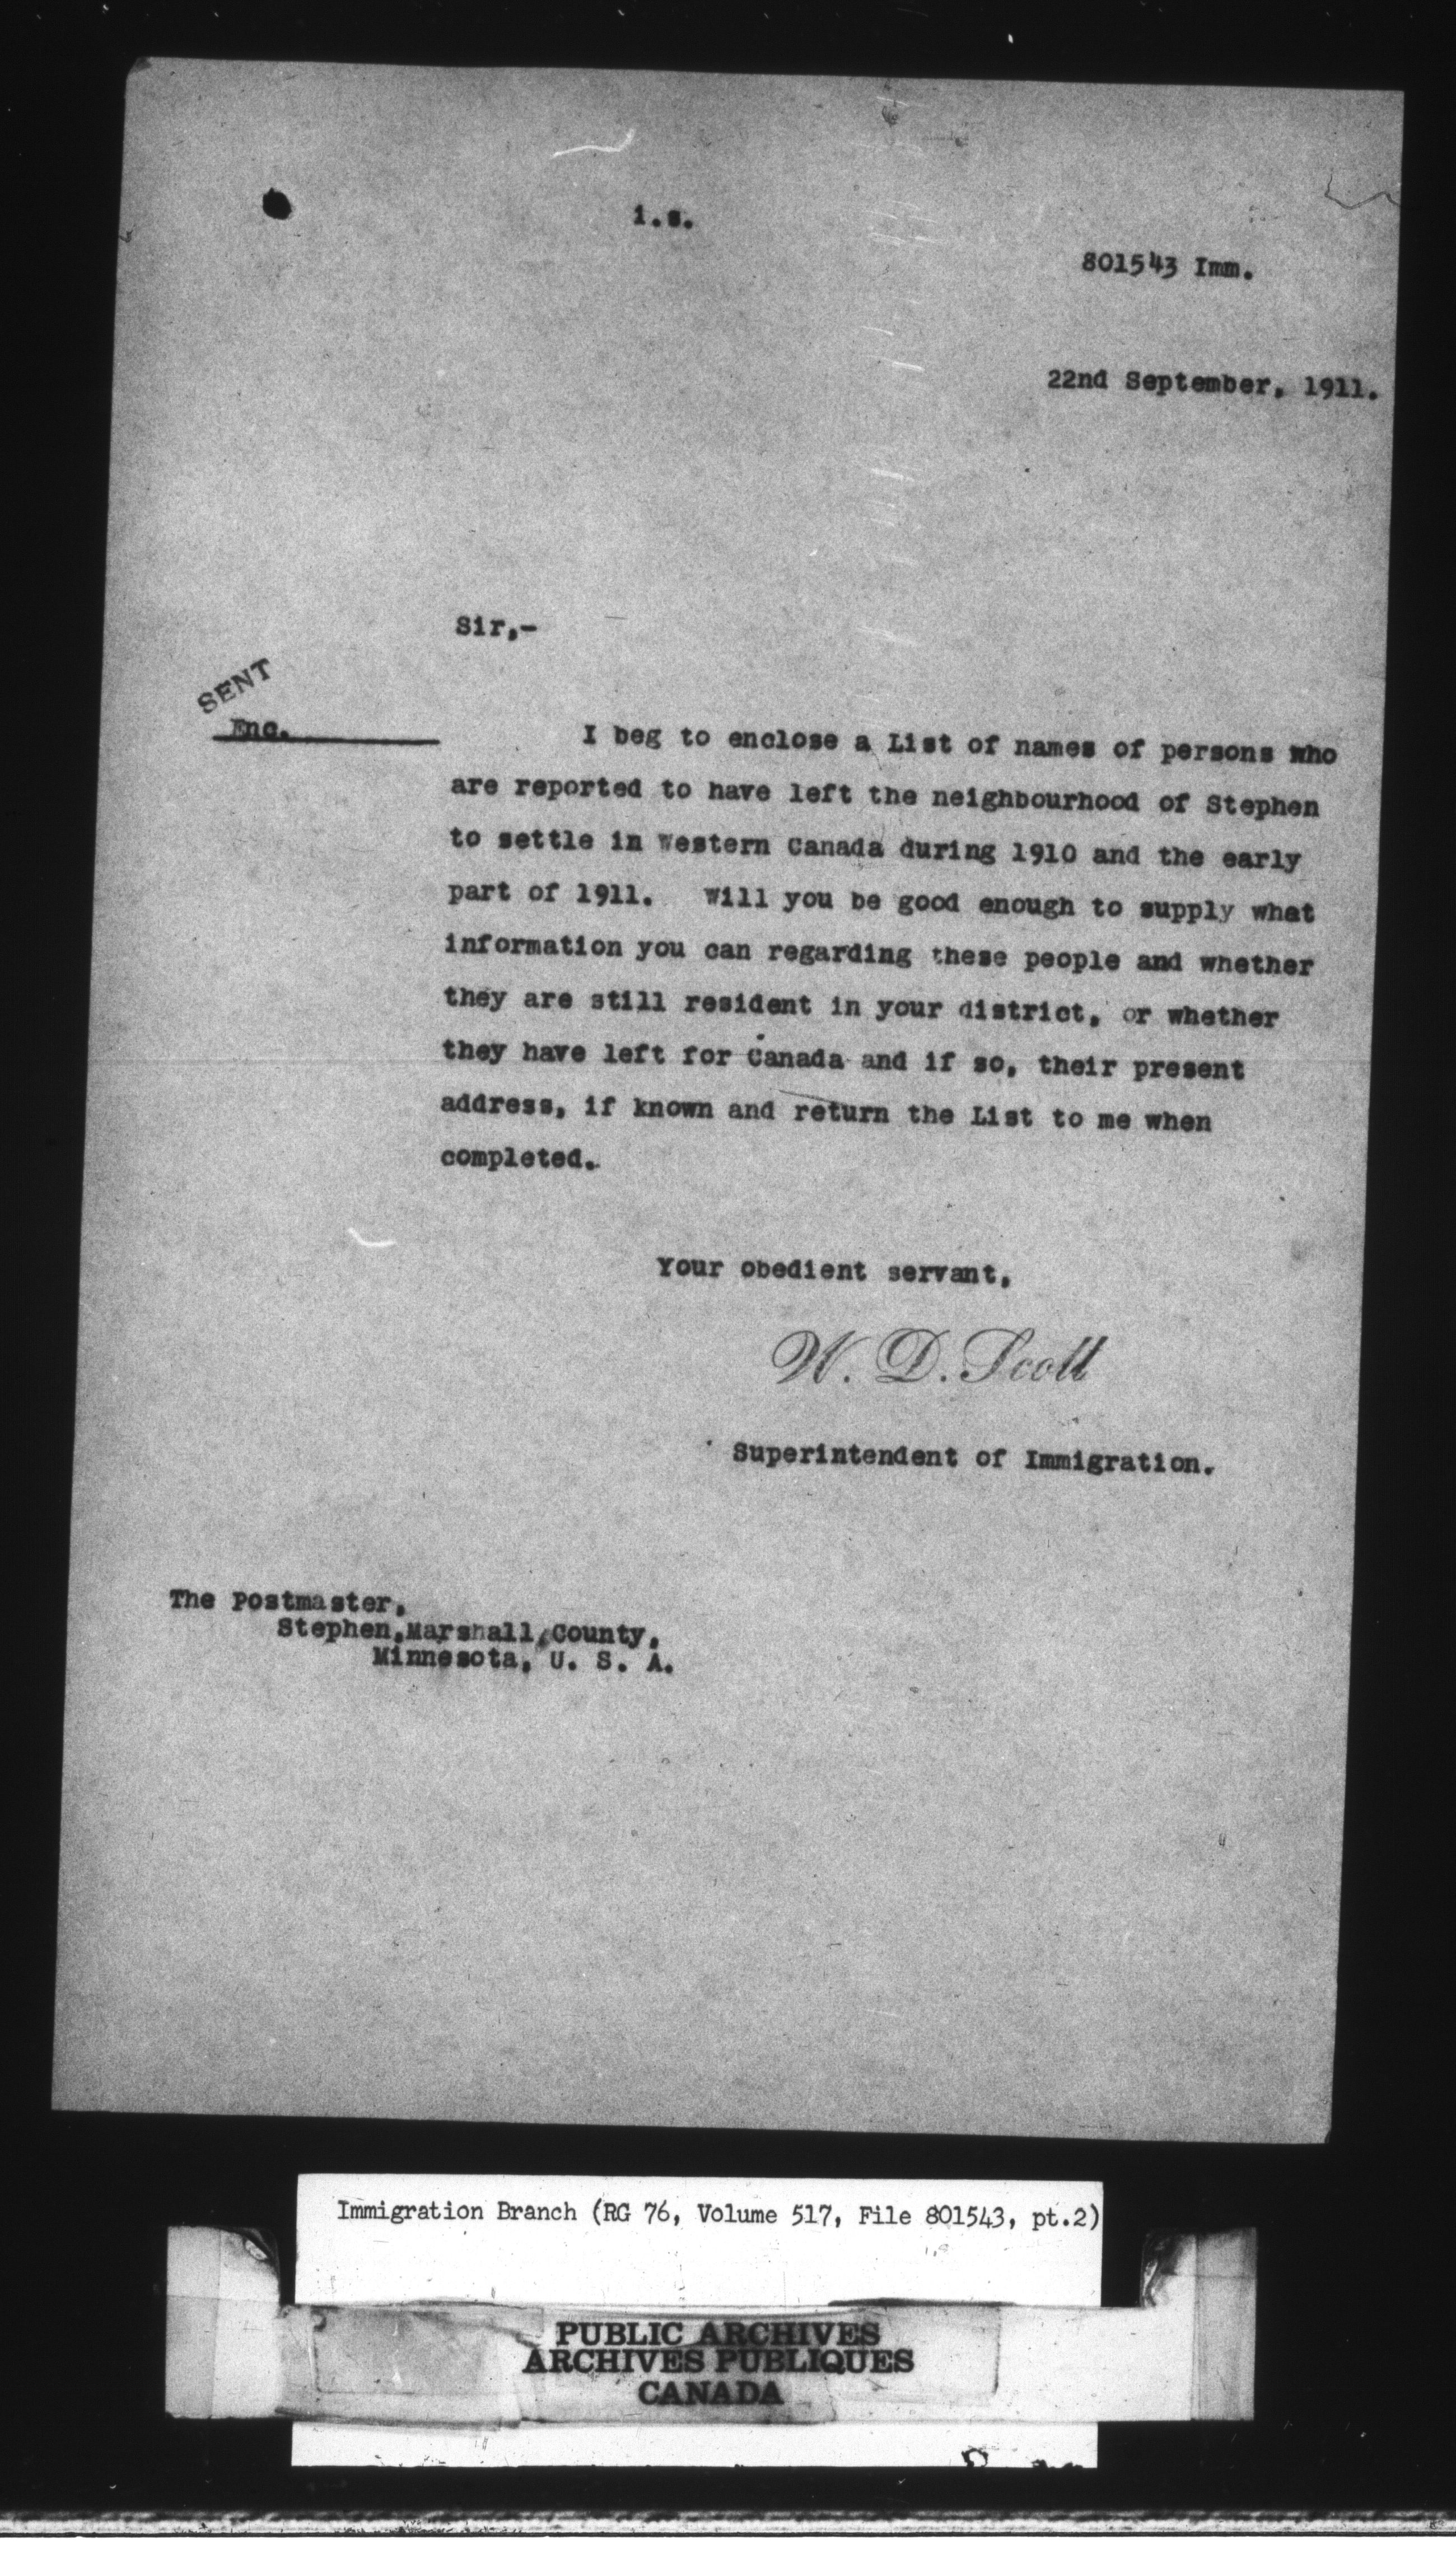 i.s.
801543 Imm.
22nd September, 1911.
Sir,-
SENT
Enc.
I beg to enclose a List of names of persons who
are reported to have left the neighbourhood of Stephen
to settle in Western Canada during 1910 and the early
part of 1911. Will you be good enough to supply what
information you can regarding these people and whether
they are still resident in your district, or whether
they have left for Canada and if so, their present
address, if known and return the List to me when
completed.
Your obedient servant,
W. D. Scott
Superintendent of Immigration.
The Postmaster,
Stephen, Marshall, County,
Minnesota, U. S. A.
Immigration Branch (RG 76, Volume 517, File 801543, pt.2)
PUBLIC ARCHIVES
ARCHIVES PUBLIQUES
CANADA